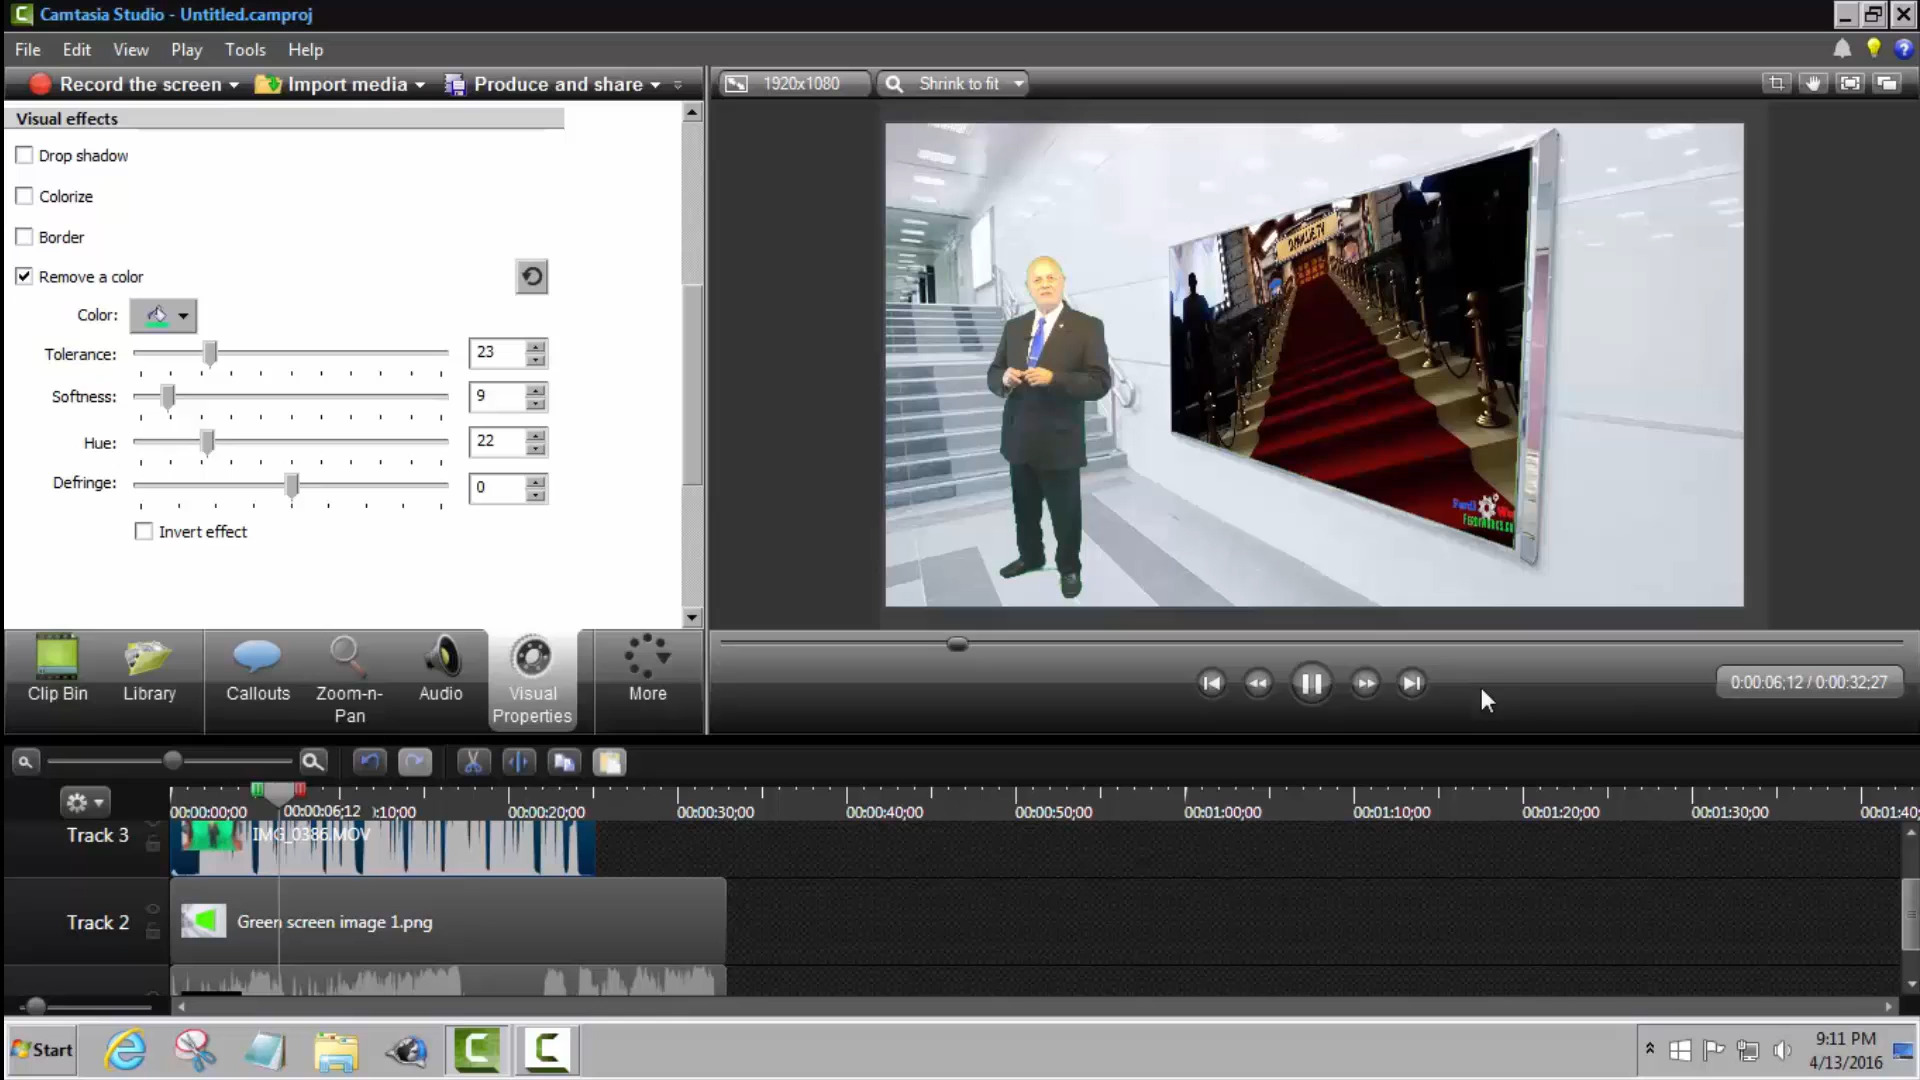 Camtasia Studio - Untitled.camproj
File Edit View Play Tools Help
Record the screen Import media Produce and share
1920x1080 Shrink to fit
Visual effects
Drop shadow
Colorize
Border
Remove a color
Color:
Tolerance: 23
Softness: 9
Hue: 22
Defringe: 0
Invert effect
Clip Bin Library Callouts Zoom-n-Pan Audio Visual Properties More
0:00:06;12 / 0:00:32;27
00:00:00;00 00:00:06;12 :10;00 00:00:20;00 00:00:30;00 00:00:40;00 00:00:50;00 00:01:00;00 00:01:10;00 00:01:20;00 00:01:30;00 00:01:40;
Track 3 IMG_0386.MOV
Track 2 Green screen image 1.png
Start
9:11 PM
4/13/2016